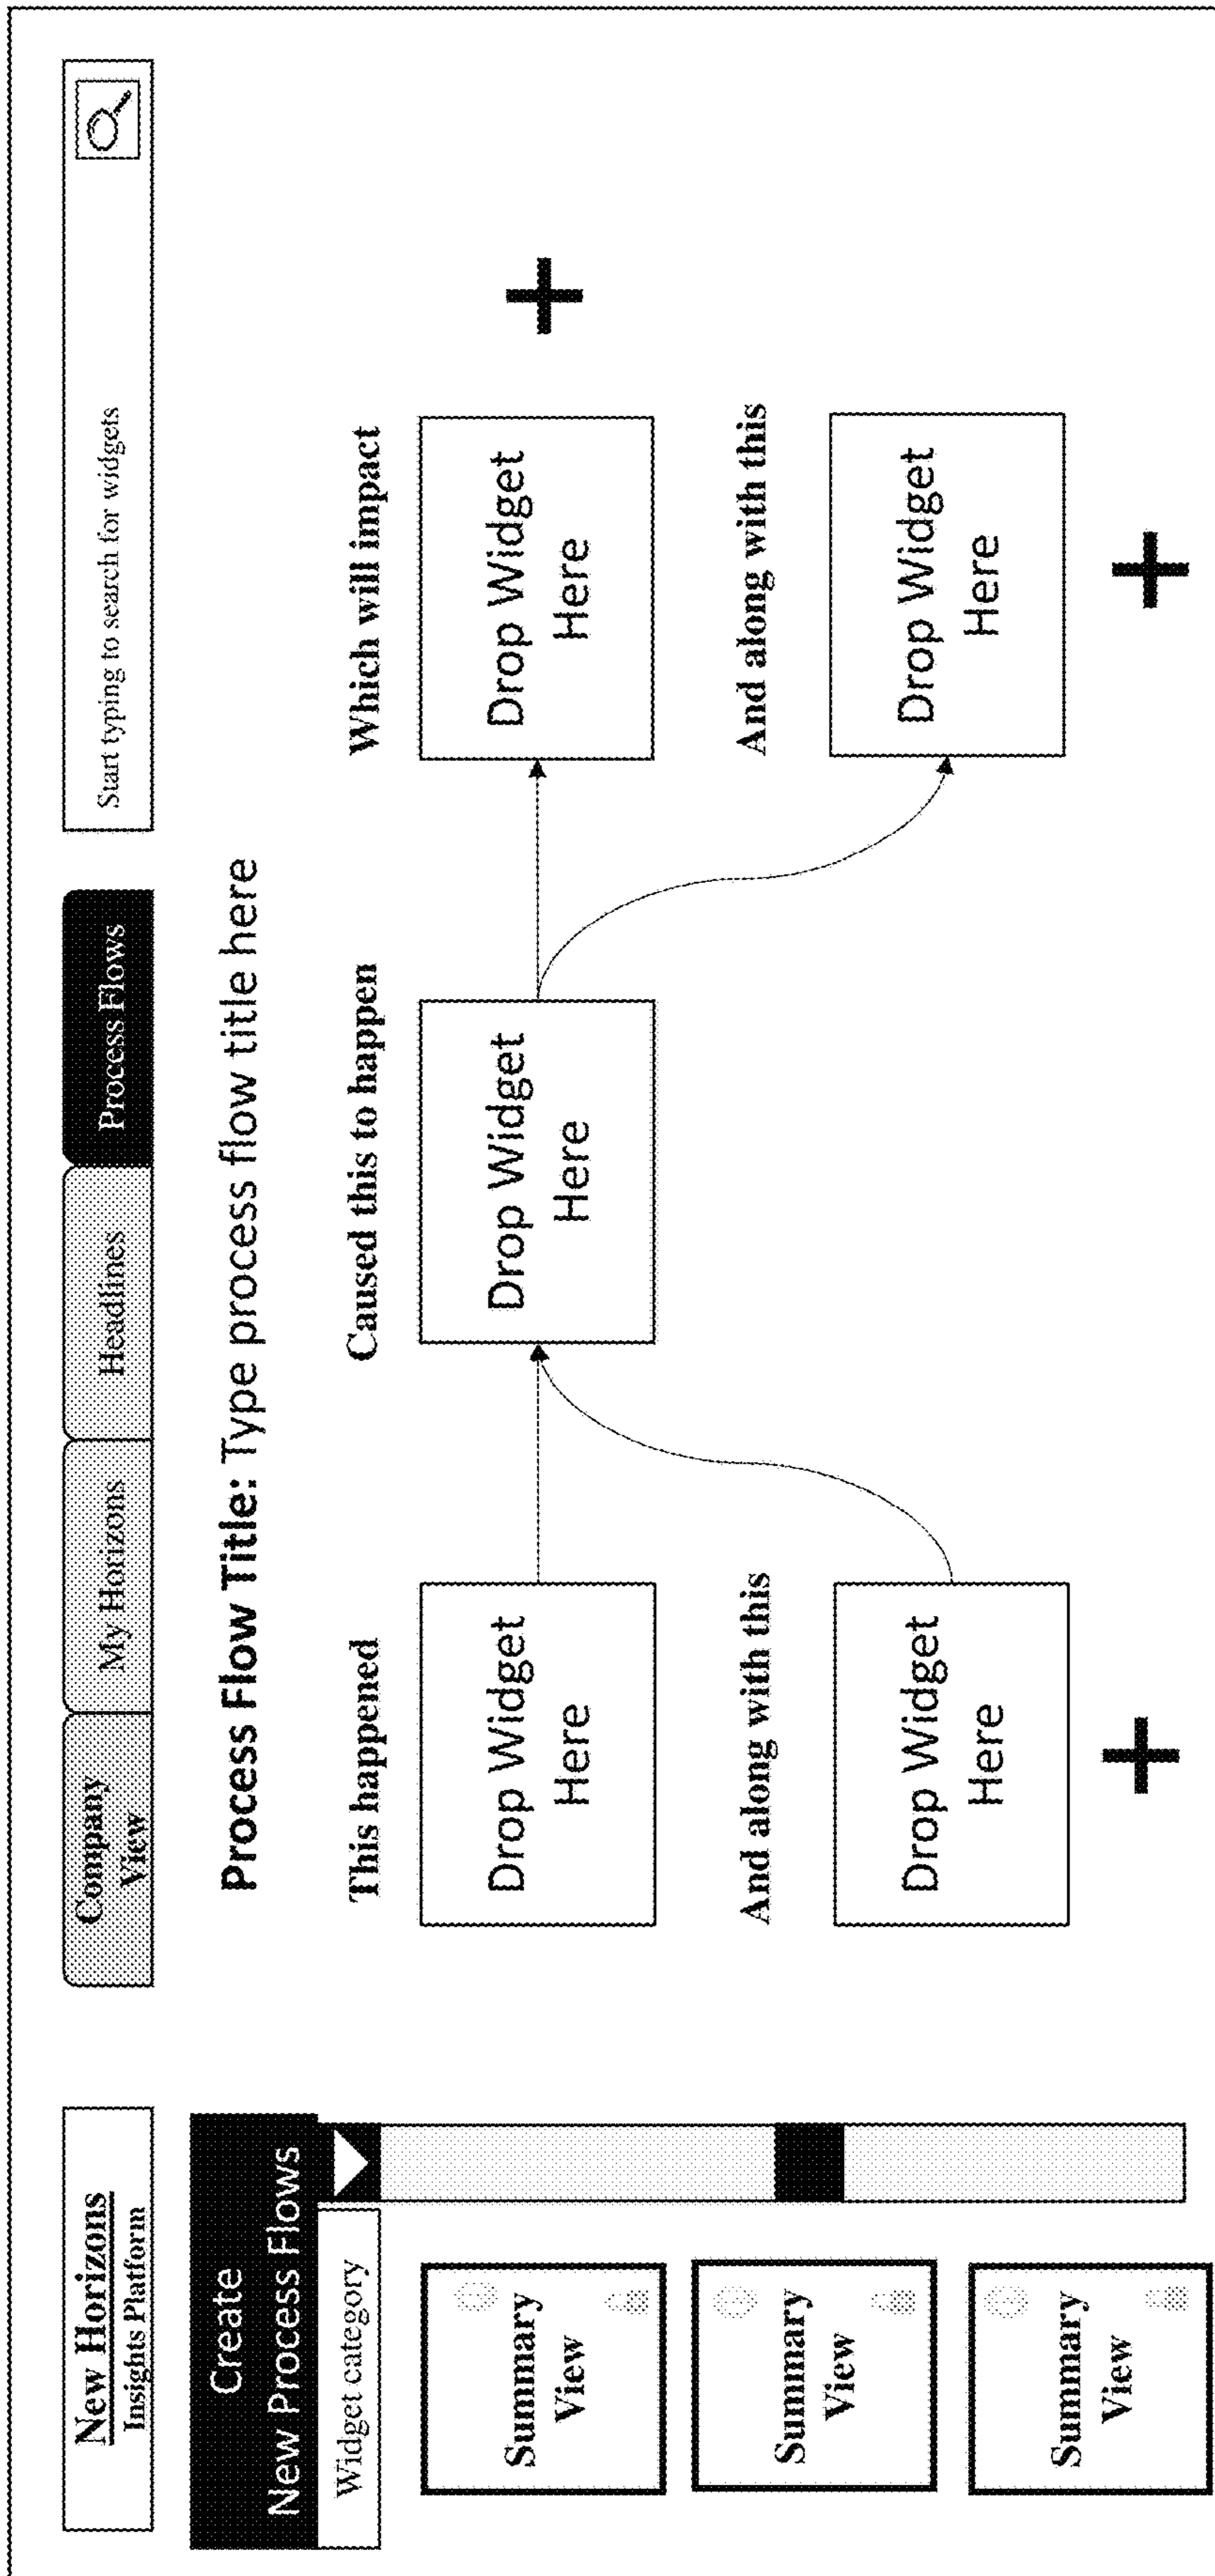 New Horizons
Insights Platform
Company
View
My Horizons
Headlines
Process Flows
Start typing to search for widgets
Create
New Process Flows
Widget category
Summary
View
Summary
View
Summary
View
Process Flow Title: Type process flow title here
This happened
Caused this to happen
Which will impact
Drop Widget
Here
Drop Widget
Here
Drop Widget
Here
And along with this
And along with this
Drop Widget
Here
Drop Widget
Here